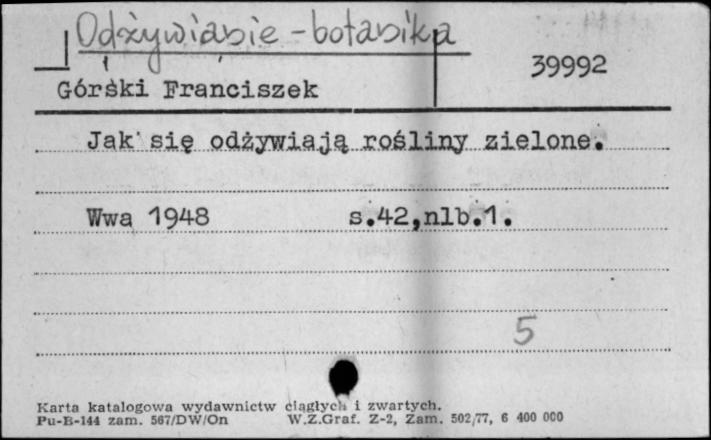 Odżywianie - botanika
39992
Górski Franciszek
Jak się odżywiają rośliny zielone.
Wwa 1948 s.42,nlb.1.
5
Karta katalogowa wydawnictw ciągłych i zwartych.
Pu-B-144 zam. 567/DW/On W.Z.Graf. Z-2, Zam. 502/77, 6 400 000